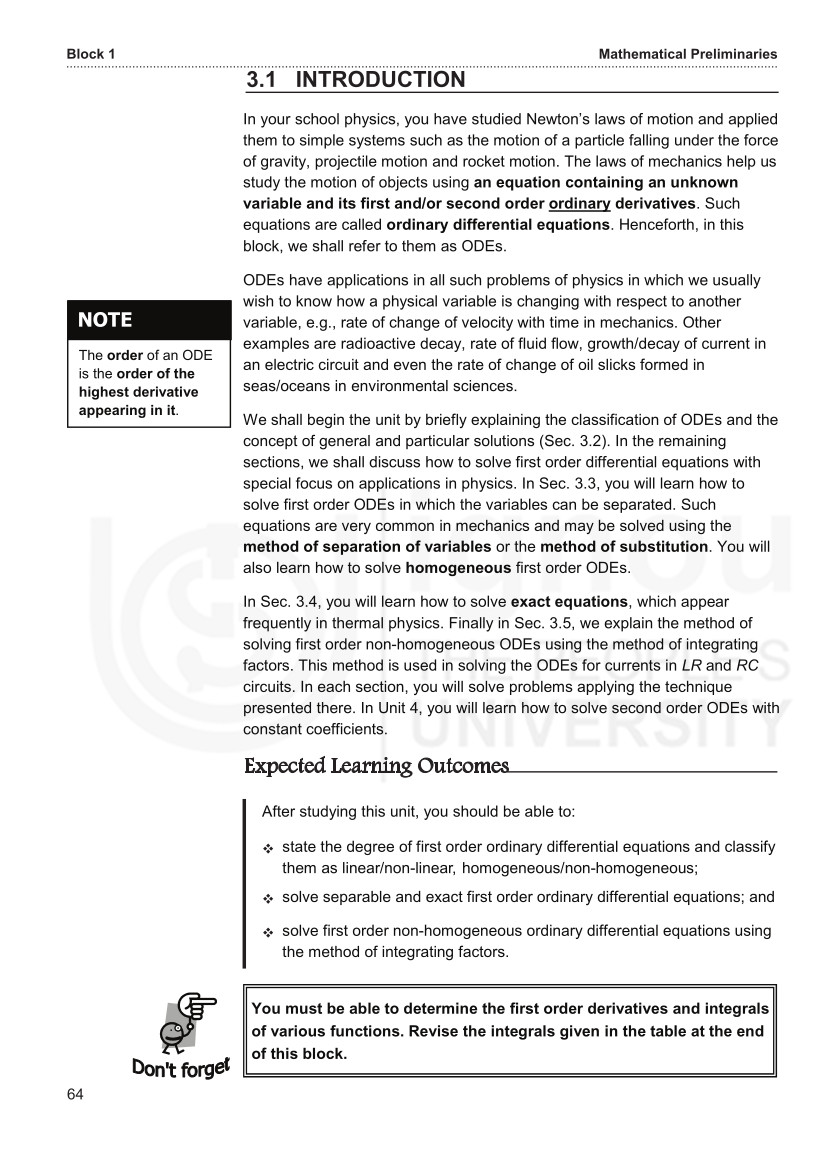 Block 1 Mathematical Preliminaries
3.1 INTRODUCTION
In your school physics, you have studied Newton’s laws of motion and applied
them to simple systems such as the motion of a particle falling under the force
of gravity, projectile motion and rocket motion. The laws of mechanics help us
study the motion of objects using an equation containing an unknown
variable and its first and/or second order ordinary derivatives. Such
equations are called ordinary differential equations. Henceforth, in this
block, we shall refer to them as ODEs.
ODEs have applications in all such problems of physics in which we usually
wish to know how a physical variable is changing with respect to another
variable, e.g., rate of change of velocity with time in mechanics. Other
examples are radioactive decay, rate of fluid flow, growth/decay of current in
an electric circuit and even the rate of change of oil slicks formed in
seas/oceans in environmental sciences.
NOTE
The order of an ODE
is the order of the
highest derivative
appearing in it.
We shall begin the unit by briefly explaining the classification of ODEs and the
concept of general and particular solutions (Sec. 3.2). In the remaining
sections, we shall discuss how to solve first order differential equations with
special focus on applications in physics. In Sec. 3.3, you will learn how to
solve first order ODEs in which the variables can be separated. Such
equations are very common in mechanics and may be solved using the
method of separation of variables or the method of substitution. You will
also learn how to solve homogeneous first order ODEs.
In Sec. 3.4, you will learn how to solve exact equations, which appear
frequently in thermal physics. Finally in Sec. 3.5, we explain the method of
solving first order non-homogeneous ODEs using the method of integrating
factors. This method is used in solving the ODEs for currents in LR and RC
circuits. In each section, you will solve problems applying the technique
presented there. In Unit 4, you will learn how to solve second order ODEs with
constant coefficients.
ignou
THE PEOPLE'S
UNIVERSITY
Expected Learning Outcomes
After studying this unit, you should be able to:
❖ state the degree of first order ordinary differential equations and classify
them as linear/non-linear, homogeneous/non-homogeneous;
❖ solve separable and exact first order ordinary differential equations; and
❖ solve first order non-homogeneous ordinary differential equations using
the method of integrating factors.
Don't forget
You must be able to determine the first order derivatives and integrals
of various functions. Revise the integrals given in the table at the end
of this block.
64